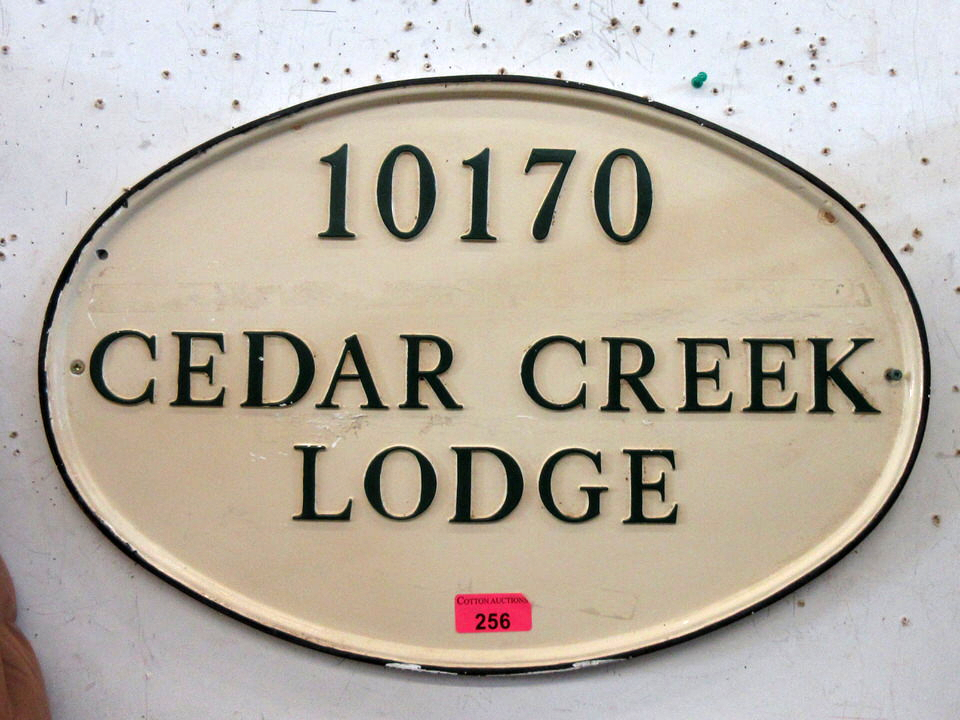 10170
CEDAR CREEK
LODGE
COTTON AUCTIONS
256